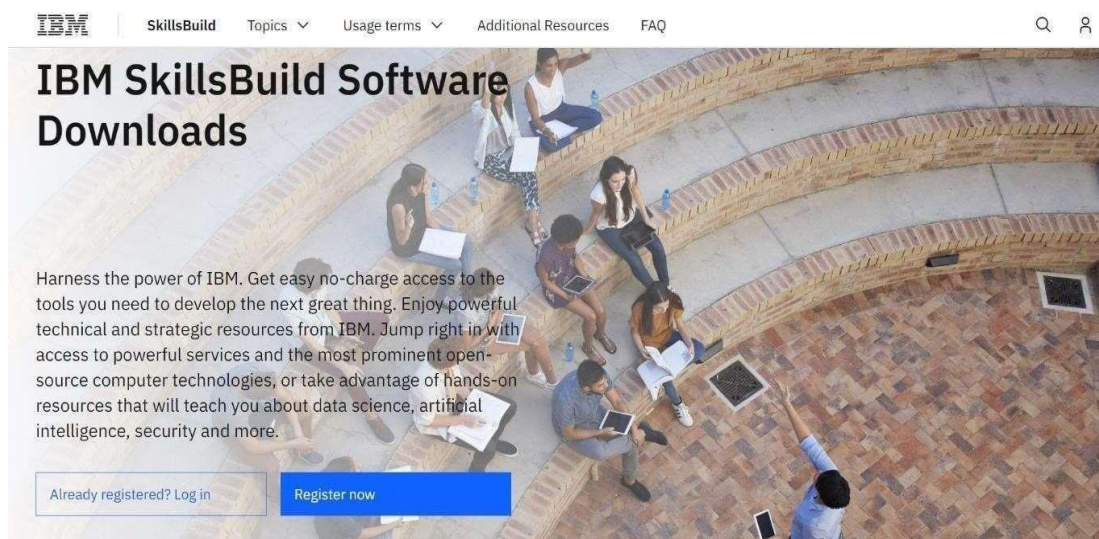 IBM SkillsBuild Topics Usage terms Additional Resources FAQ
IBM SkillsBuild Software
Downloads
Harness the power of IBM. Get easy no-charge access to the
tools you need to develop the next great thing. Enjoy powerful
technical and strategic resources from IBM. Jump right in with
access to powerful services and the most prominent open-
source computer technologies, or take advantage of hands-on
resources that will teach you about data science, artificial
intelligence, security and more.
Already registered? Log in Register now